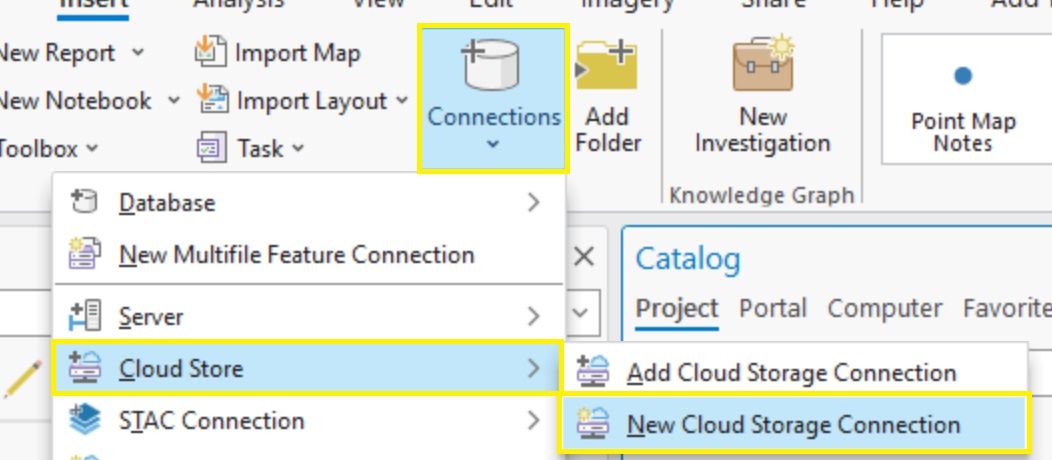 Insert Analysis View Edit Imagery Share Help Add
New Report
Import Map
New Notebook
Import Layout
Toolbox
Task
Connections
Add
Folder
New
Investigation
Point Map
Notes
Knowledge Graph
Database
New Multifile Feature Connection
Server
Cloud Store
STAC Connection
Add Cloud Storage Connection
New Cloud Storage Connection
Catalog
Project Portal Computer Favorite